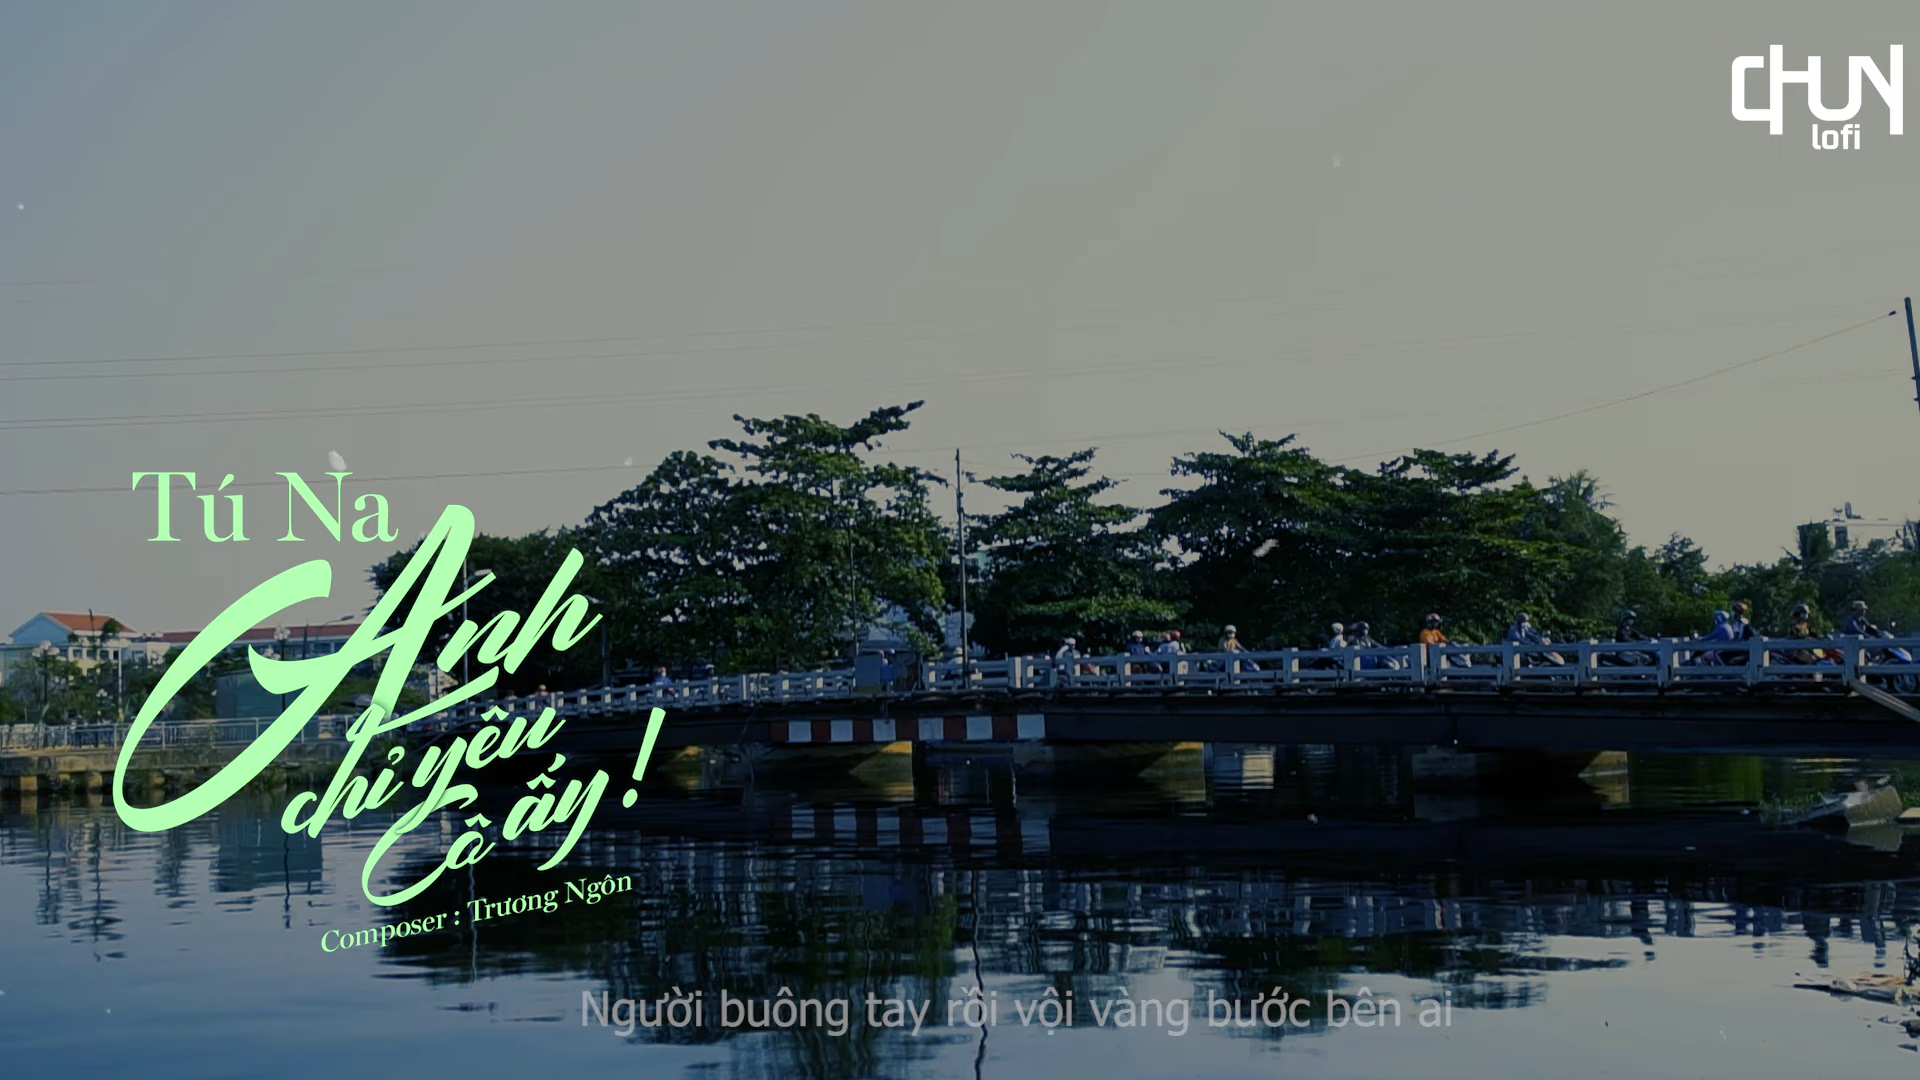 CHUN
lofi
Tú Na
Anh
chỉ yêu
Cô ấy !
Composer : Trương Ngôn
Người buông tay rồi vội vàng bước bên ai